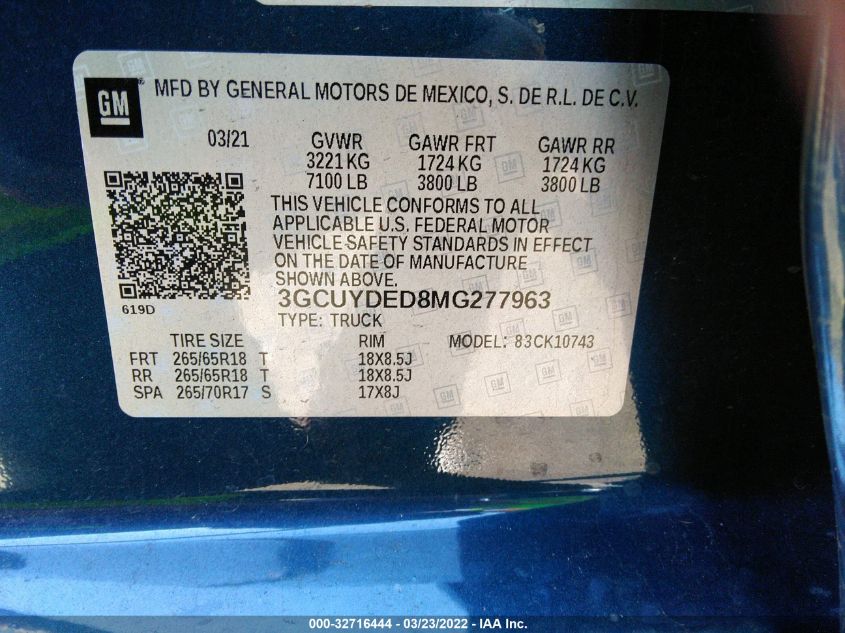 GM ® MFD BY GENERAL MOTORS DE MEXICO, S. DE R.L. DE C.V.
03/21 GVWR GAWR FRT GAWR RR
3221 KG 1724 KG 1724 KG
7100 LB 3800 LB 3800 LB
THIS VEHICLE CONFORMS TO ALL
APPLICABLE U.S. FEDERAL MOTOR
VEHICLE SAFETY STANDARDS IN EFFECT
ON THE DATE OF MANUFACTURE
SHOWN ABOVE.
619D
3GCUYDED8MG277963
TYPE: TRUCK
TIRE SIZE RIM MODEL: 83CK10743
FRT 265/65R18 T 18X8.5J
RR 265/65R18 T 18X8.5J
SPA 265/70R17 S 17X8J
000-32716444 - 03/23/2022 - IAA Inc.